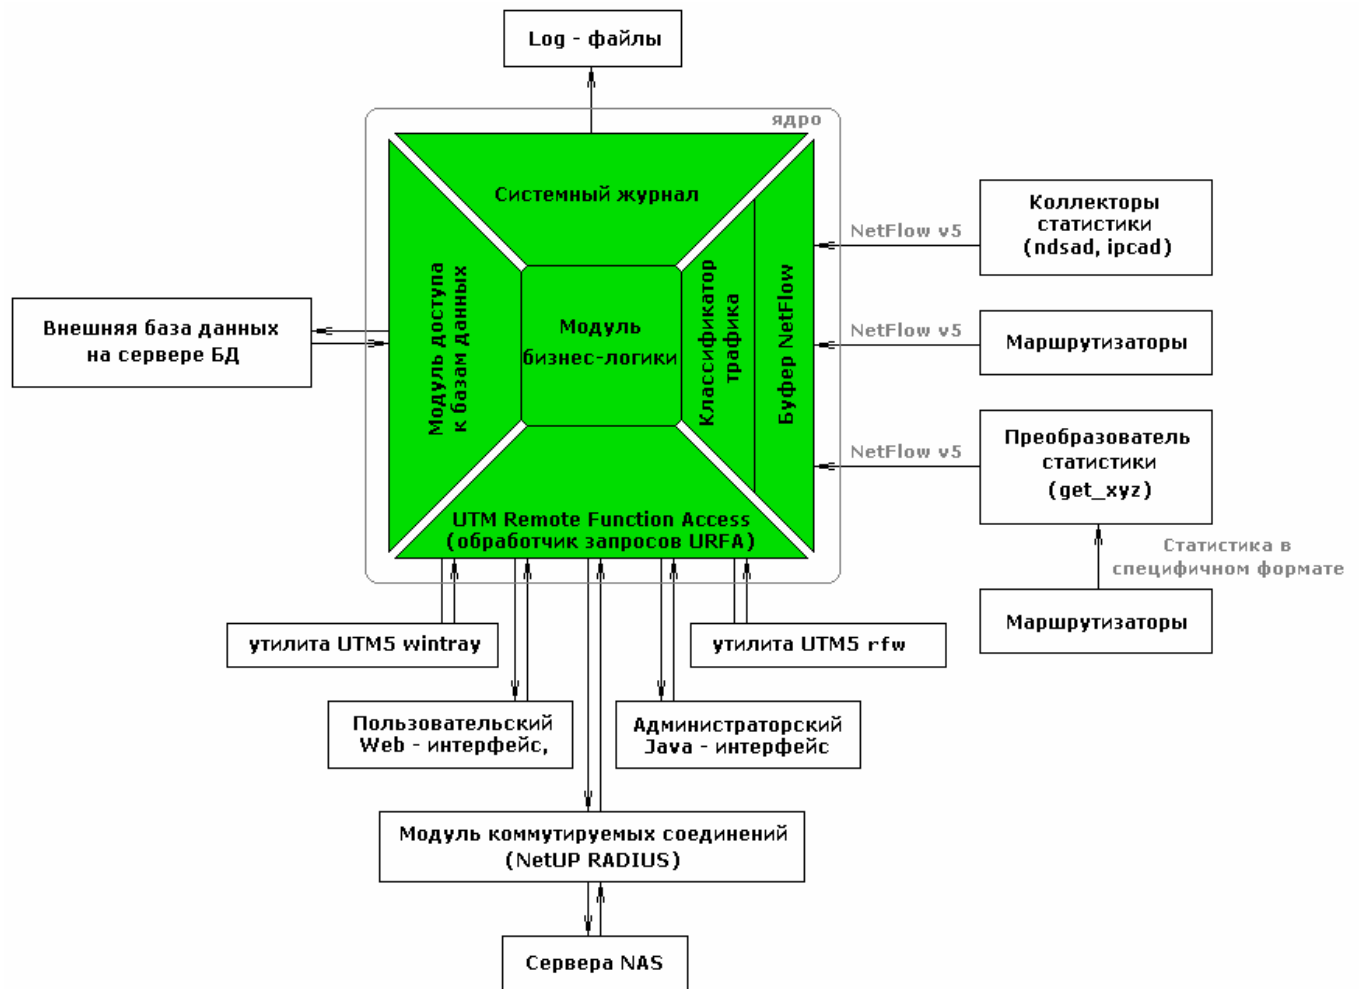 Log - файлы
ядро
Системный журнал
Коллекторы
статистики
(ndsad, ipcad)
NetFlow v5
Модуль доступа
к базам данных
Модуль
бизнес-логики
Классификатор
трафика
Буфер NetFlow
Внешняя база данных
на сервере БД
NetFlow v5
Маршрутизаторы
NetFlow v5
Преобразователь
статистики
(get_xyz)
UTM Remote Function Access
(обработчик запросов URFA)
Статистика в
специфичном формате
Маршрутизаторы
утилита UTM5 wintray
утилита UTM5 rfw
Пользовательский
Web - интерфейс,
Администраторский
Java - интерфейс
Модуль коммутируемых соединений
(NetUP RADIUS)
Сервера NAS